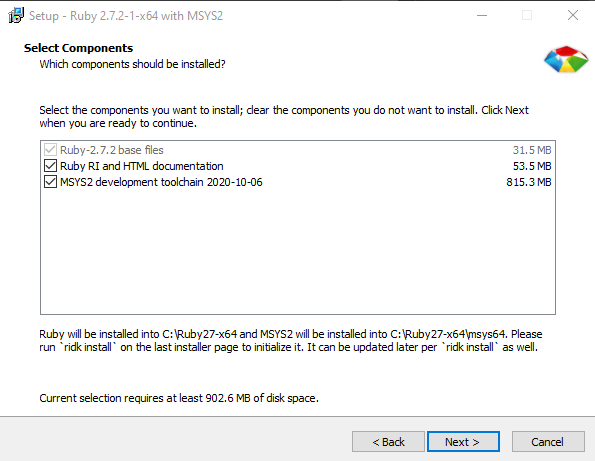 Setup - Ruby 2.7.2-1-x64 with MSYS2
Select Components
Which components should be installed?
Select the components you want to install; clear the components you do not want to install. Click Next
when you are ready to continue.
Ruby-2.7.2 base files 31.5 MB
Ruby RI and HTML documentation 53.5 MB
MSYS2 development toolchain 2020-10-06 815.3 MB
Ruby will be installed into C:\Ruby27-x64 and MSYS2 will be installed into C:\Ruby27-x64\msys64. Please
run `ridk install` on the last installer page to initialize it. It can be updated later per `ridk install` as well.
Current selection requires at least 902.6 MB of disk space.
< Back Next > Cancel